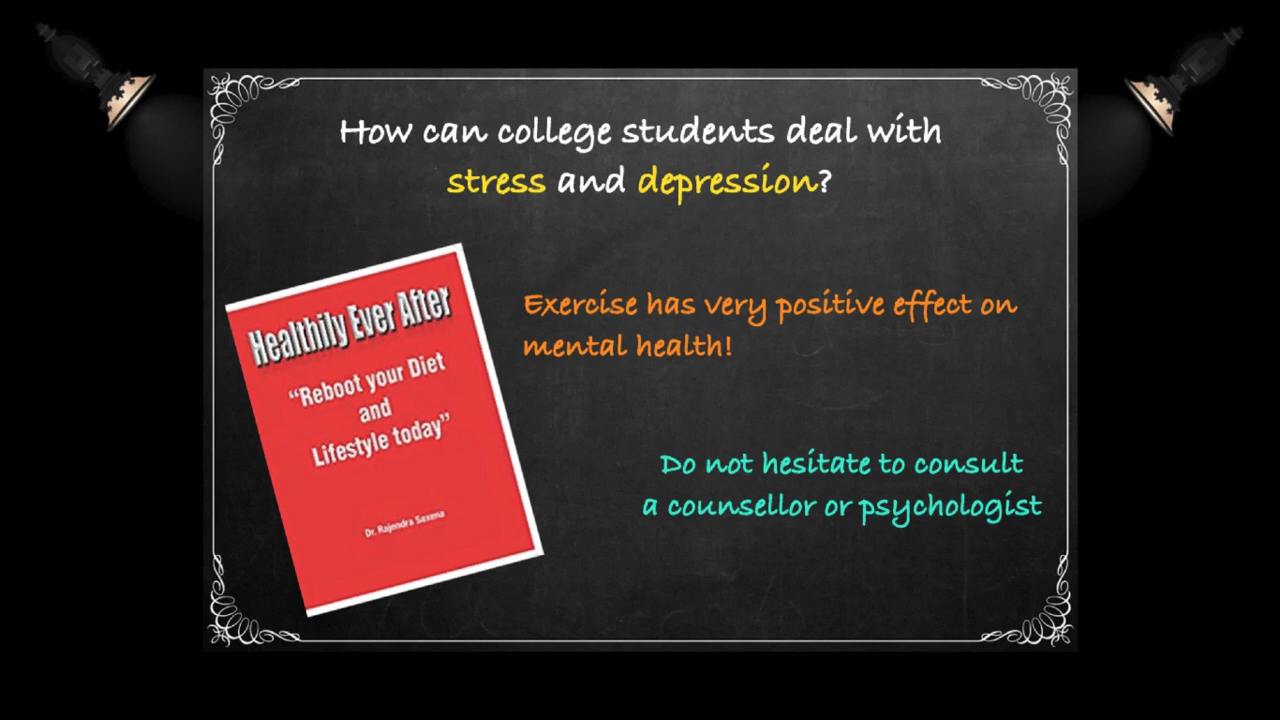 How can college students deal with
stress and depression?
Healthily Ever After
“Reboot your Diet
and
Lifestyle today”
Dr. Rajendra Saxena
Exercise has very positive effect on
mental health!
Do not hesitate to consult
a counsellor or psychologist